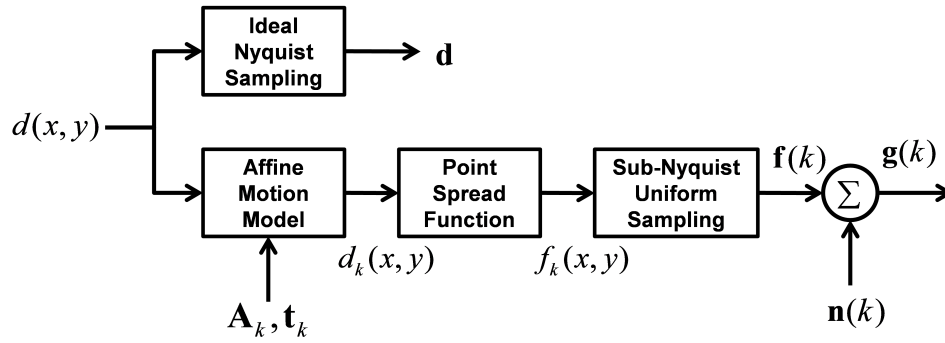 Ideal
Nyquist
Sampling
d
d(x, y)
Affine
Motion
Model
Point
Spread
Function
Sub-Nyquist
Uniform
Sampling
f(k)
Σ
g(k)
d_k(x, y)
f_k(x, y)
A_k, t_k
n(k)